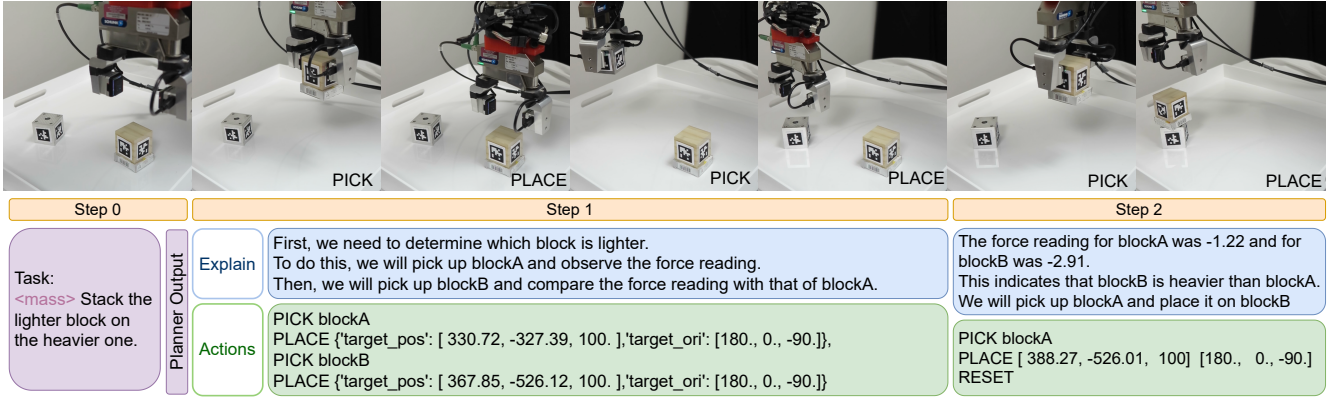 PICK
PLACE
PICK
PLACE
PICK
PLACE
Step 0
Step 1
Step 2
Task:
<mass> Stack the
lighter block on
the heavier one.
Planner Output
Explain
First, we need to determine which block is lighter.
To do this, we will pick up blockA and observe the force reading.
Then, we will pick up blockB and compare the force reading with that of blockA.
The force reading for blockA was -1.22 and for
blockB was -2.91.
This indicates that blockB is heavier than blockA.
We will pick up blockA and place it on blockB
Actions
PICK blockA
PLACE {'target_pos': [ 330.72, -327.39, 100. ],'target_ori': [180., 0., -90.]},
PICK blockB
PLACE {'target_pos': [ 367.85, -526.12, 100. ],'target_ori': [180., 0., -90.]}
PICK blockA
PLACE [ 388.27, -526.01, 100] [180., 0., -90.]
RESET